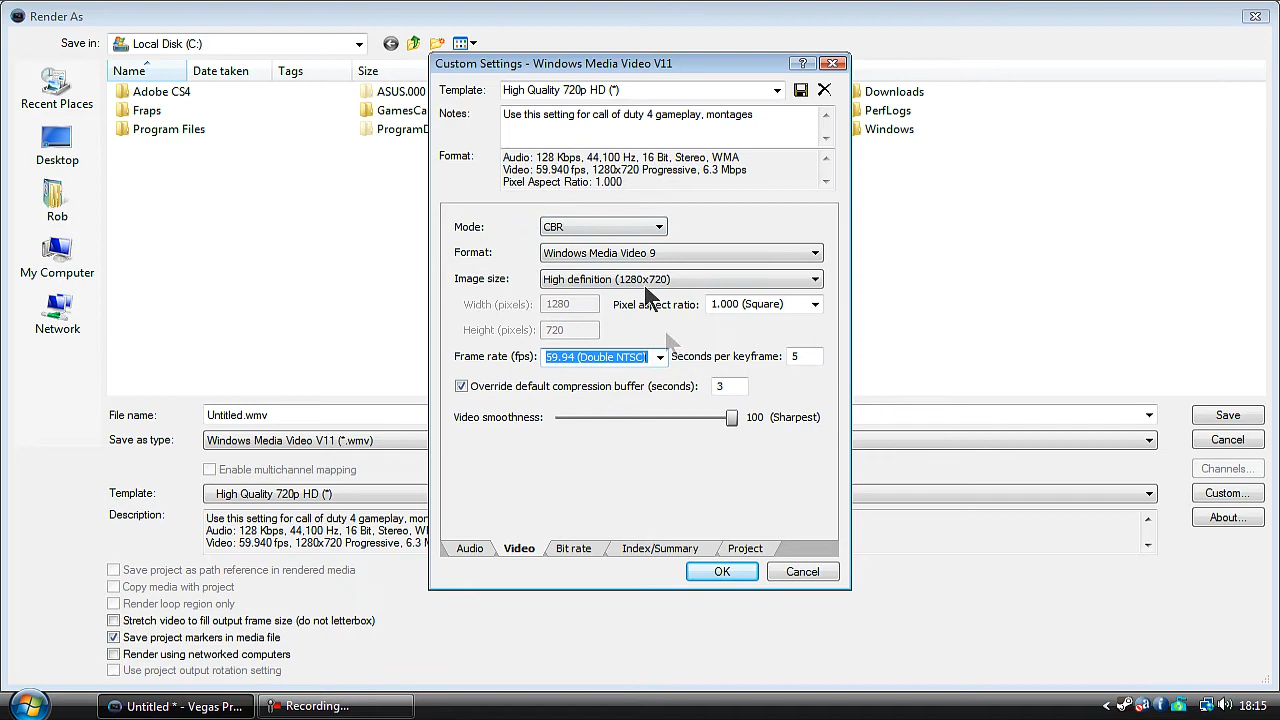 Render As
Save in:
Local Disk (C:)
Name
Date taken
Tags
Size
Recent Places
Desktop
Rob
My Computer
Network
Adobe CS4
Fraps
Program Files
ASUS.000
GamesCa
ProgramD
Downloads
PerfLogs
Windows
Custom Settings - Windows Media Video V11
Template:
High Quality 720p HD (*)
Notes:
Use this setting for call of duty 4 gameplay, montages
Format:
Audio: 128 Kbps, 44,100 Hz, 16 Bit, Stereo, WMA
Video: 59.940 fps, 1280x720 Progressive, 6.3 Mbps
Pixel Aspect Ratio: 1.000
Mode:
CBR
Format:
Windows Media Video 9
Image size:
High definition (1280x720)
Width (pixels):
1280
Pixel aspect ratio:
1.000 (Square)
Height (pixels):
720
Frame rate (fps):
59.94 (Double NTSC)
Seconds per keyframe:
5
Override default compression buffer (seconds):
3
Video smoothness:
100 (Sharpest)
Audio
Video
Bit rate
Index/Summary
Project
OK
Cancel
File name:
Untitled.wmv
Save
Save as type:
Windows Media Video V11 (*.wmv)
Cancel
Enable multichannel mapping
Channels...
Template:
High Quality 720p HD (*)
Custom...
Description:
Use this setting for call of duty 4 gameplay, mon
Audio: 128 Kbps, 44,100 Hz, 16 Bit, Stereo, W
Video: 59.940 fps, 1280x720 Progressive, 6.3 M
About...
Save project as path reference in rendered media
Copy media with project
Render loop region only
Stretch video to fill output frame size (do not letterbox)
Save project markers in media file
Render using networked computers
Use project output rotation setting
Untitled * - Vegas Pr...
Recording...
18:15